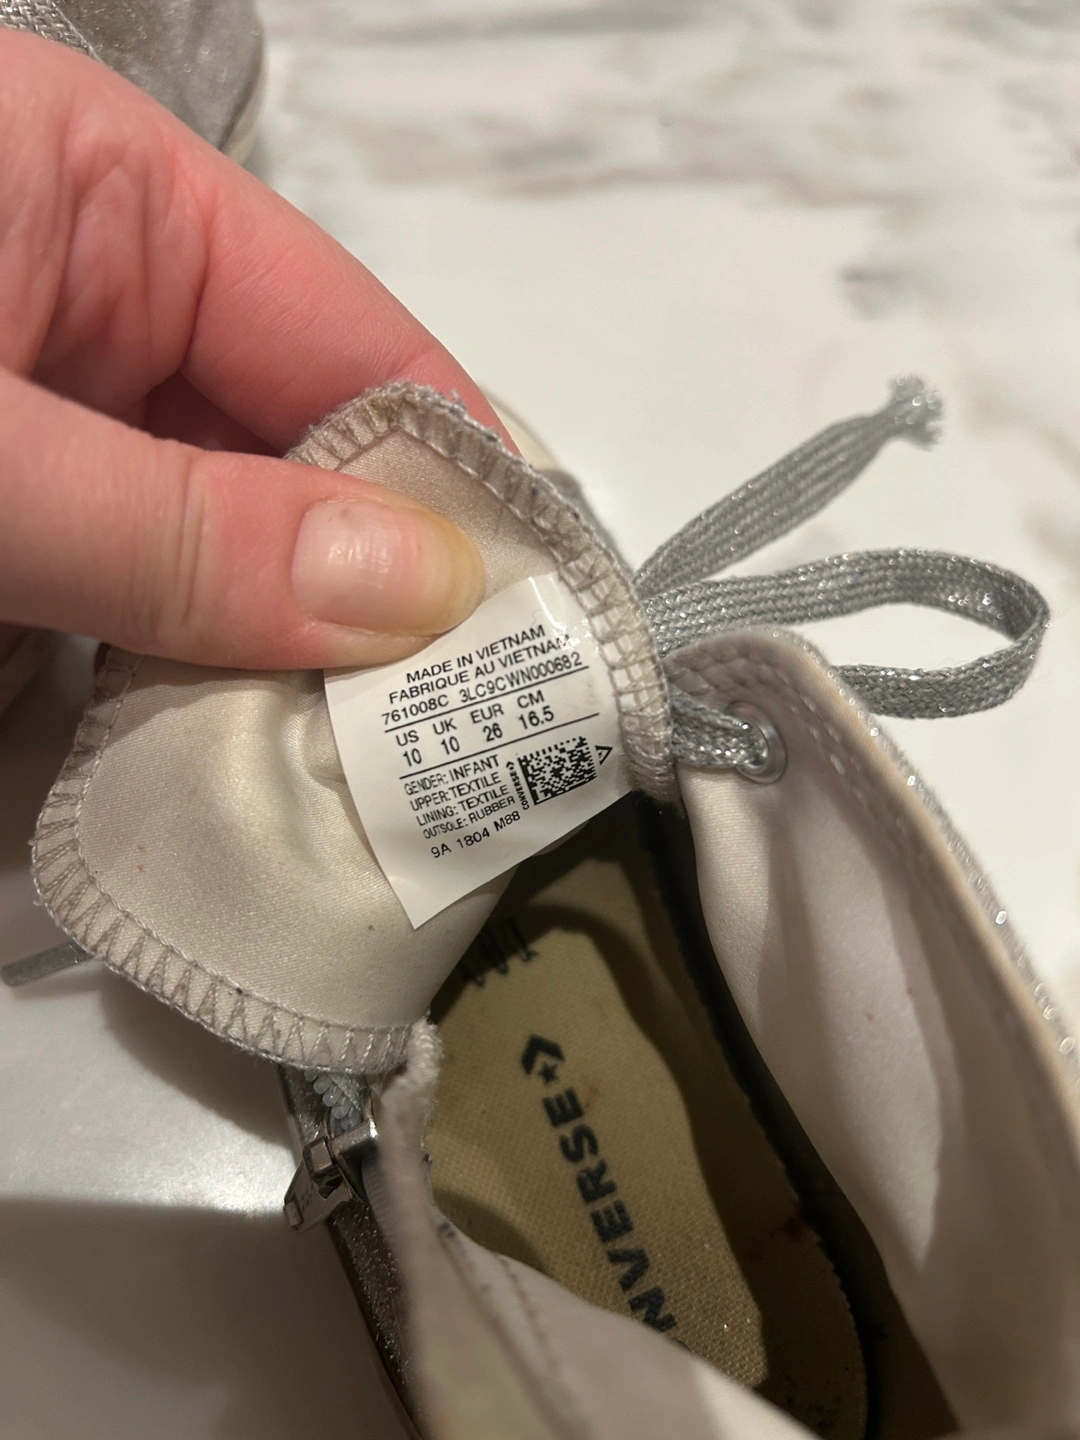 MADE IN VIETNAM
FABRIQUE AU VIETNAM
761008C 3LC9CWN000682
US UK EUR CM
10 10 26 16.5
GENDER: INFANT
UPPER: TEXTILE
LINING: TEXTILE
OUTSOLE: RUBBER
CONVERSE
9A 1804 M88
NVERSE